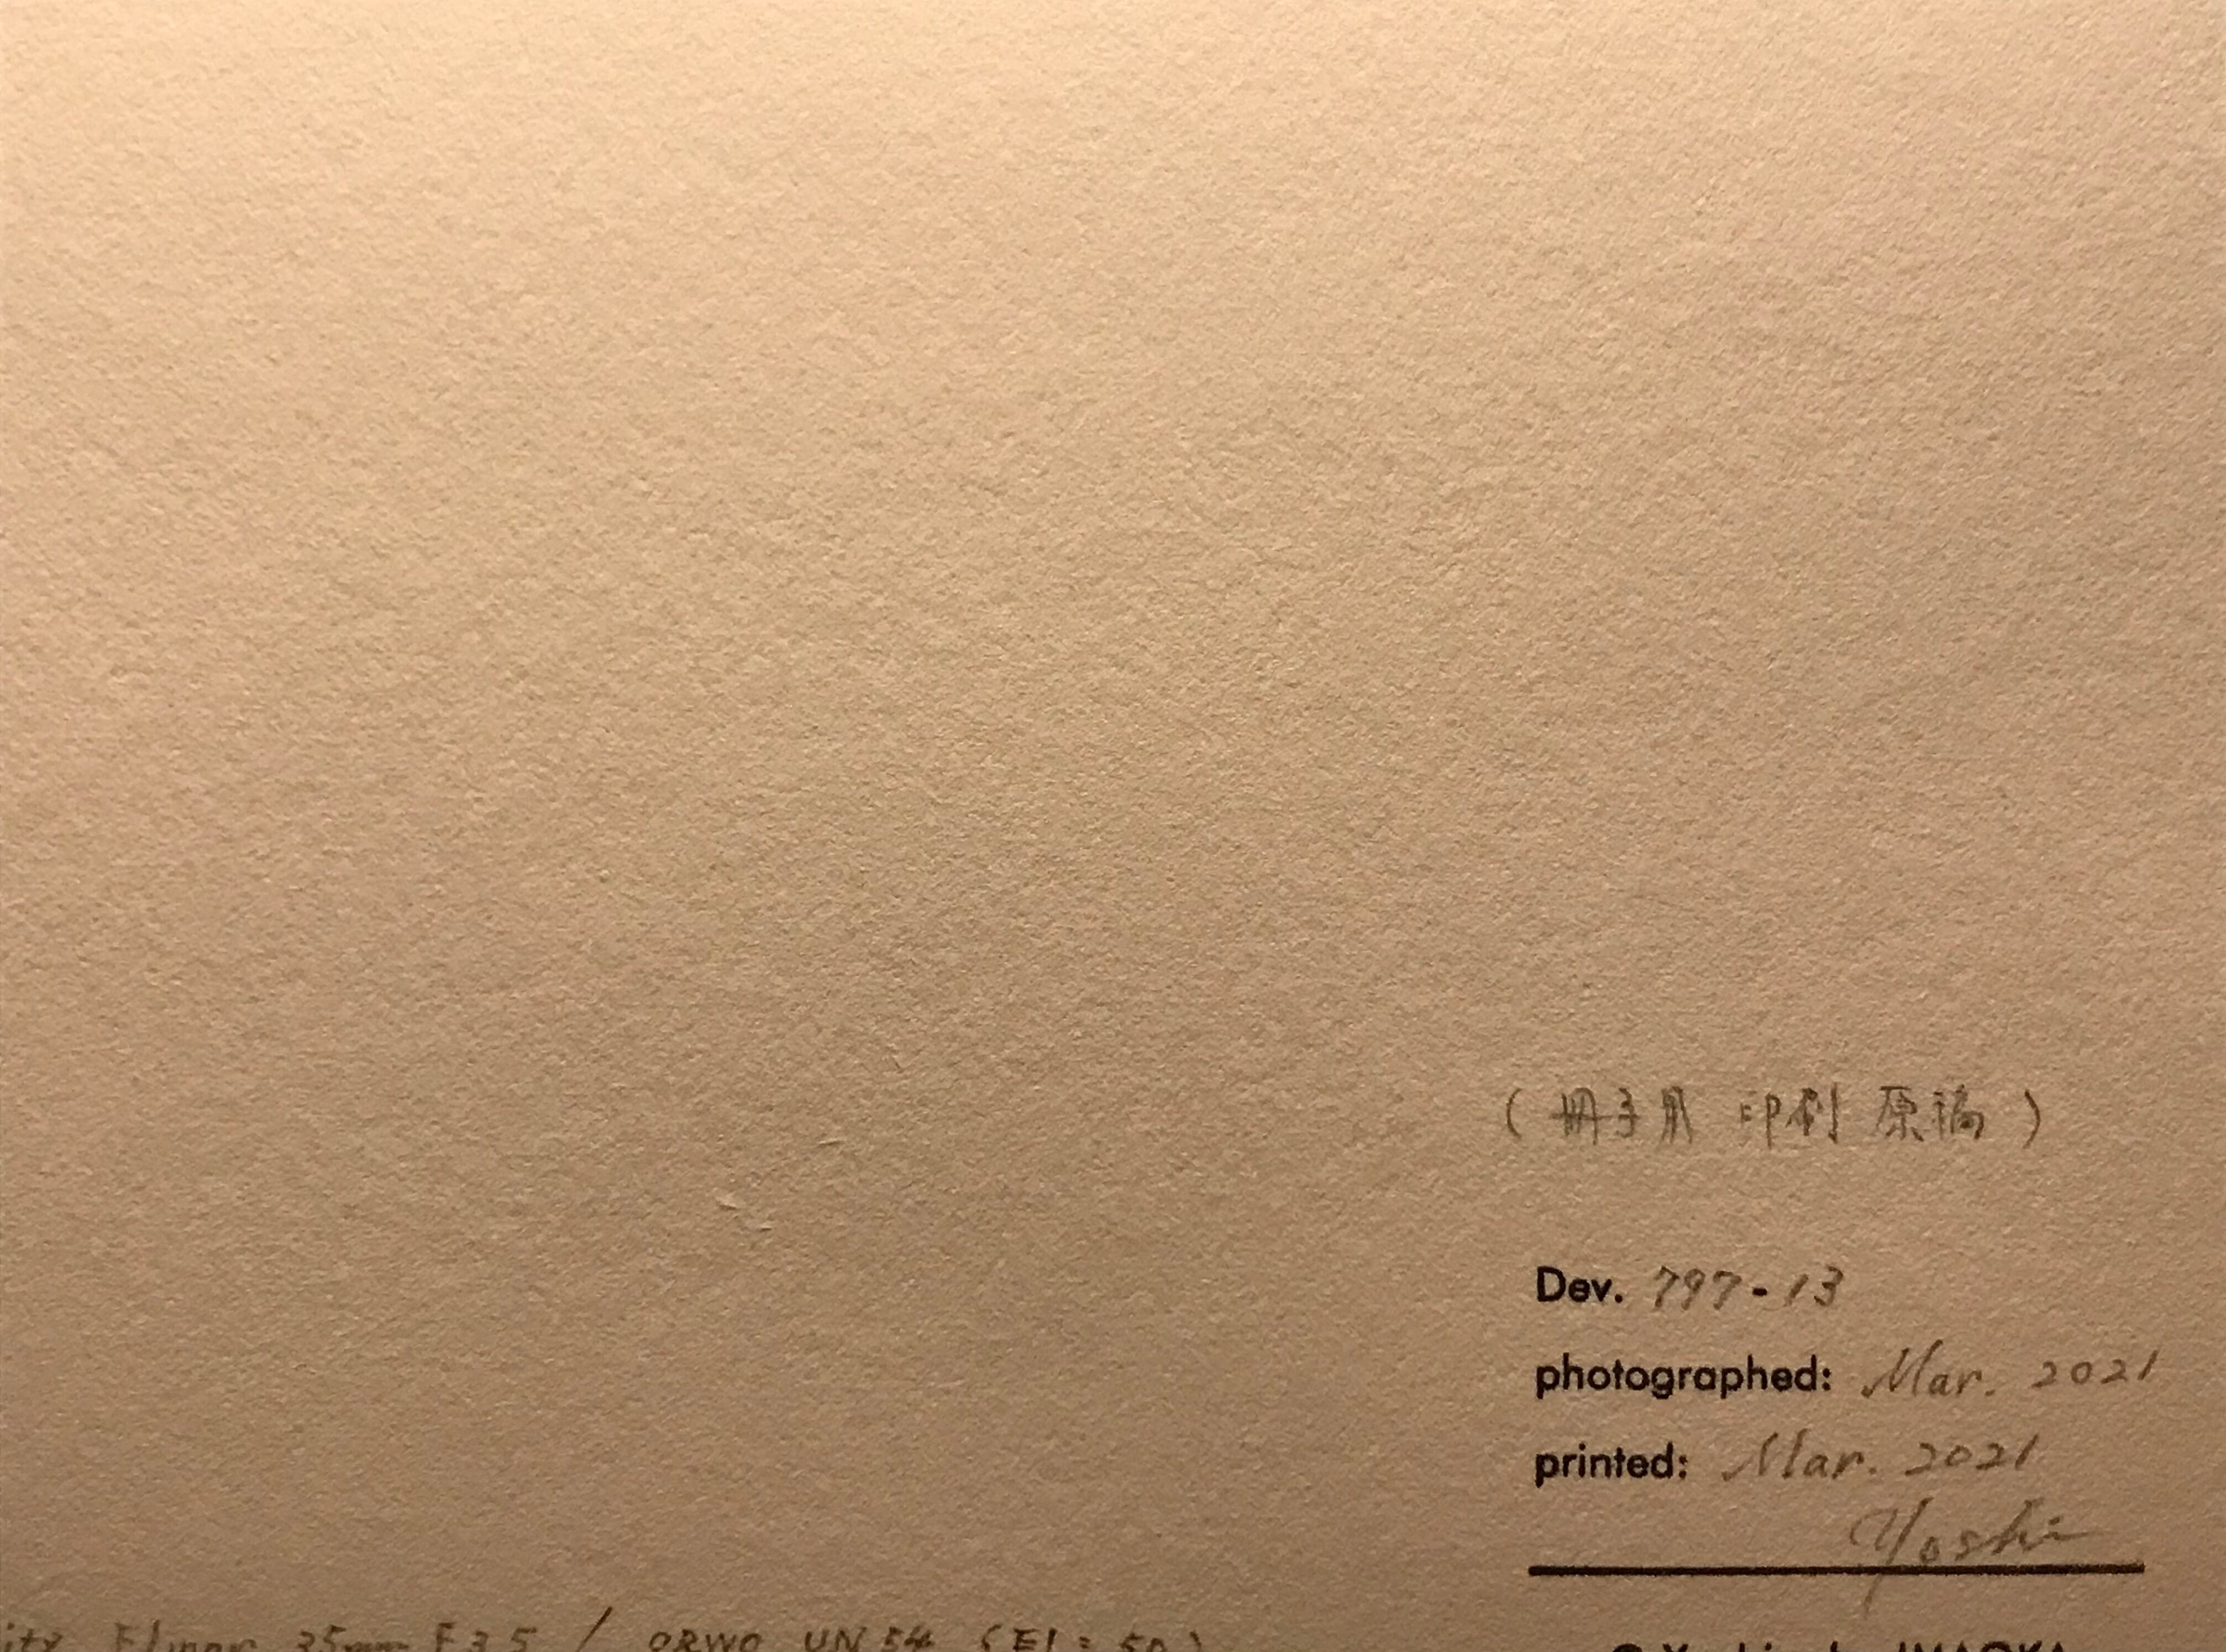 (冊子用 印刷 原稿)
Dev. 797-13
photographed: Mar. 2021
printed: Mar. 2021
Yoshi
Elmar 35mm F3.5 / ORWO UN54 (EI=50)
IMAOKA